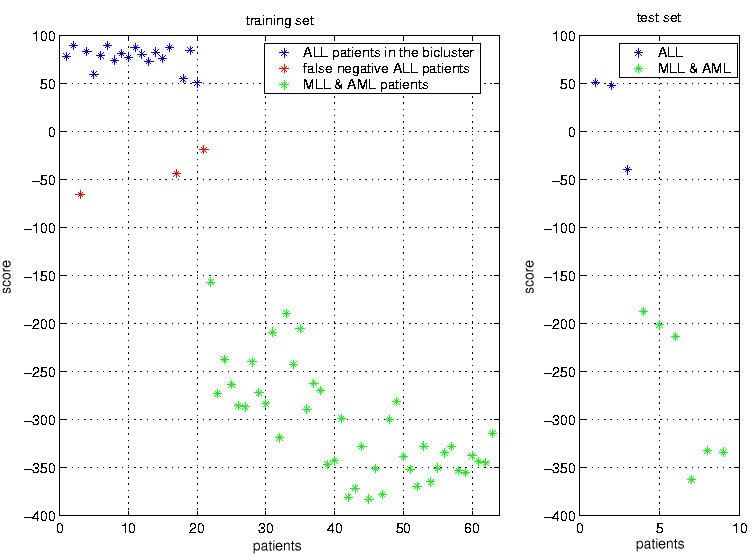 training set
100
50
0
−50
−100
−150
−200
−250
−300
−350
−400
score
0
10
20
30
40
50
60
patients
ALL patients in the bicluster
false negative ALL patients
MLL & AML patients
test set
100
50
0
−50
−100
−150
−200
−250
−300
−350
−400
score
0
5
10
patients
ALL
MLL & AML